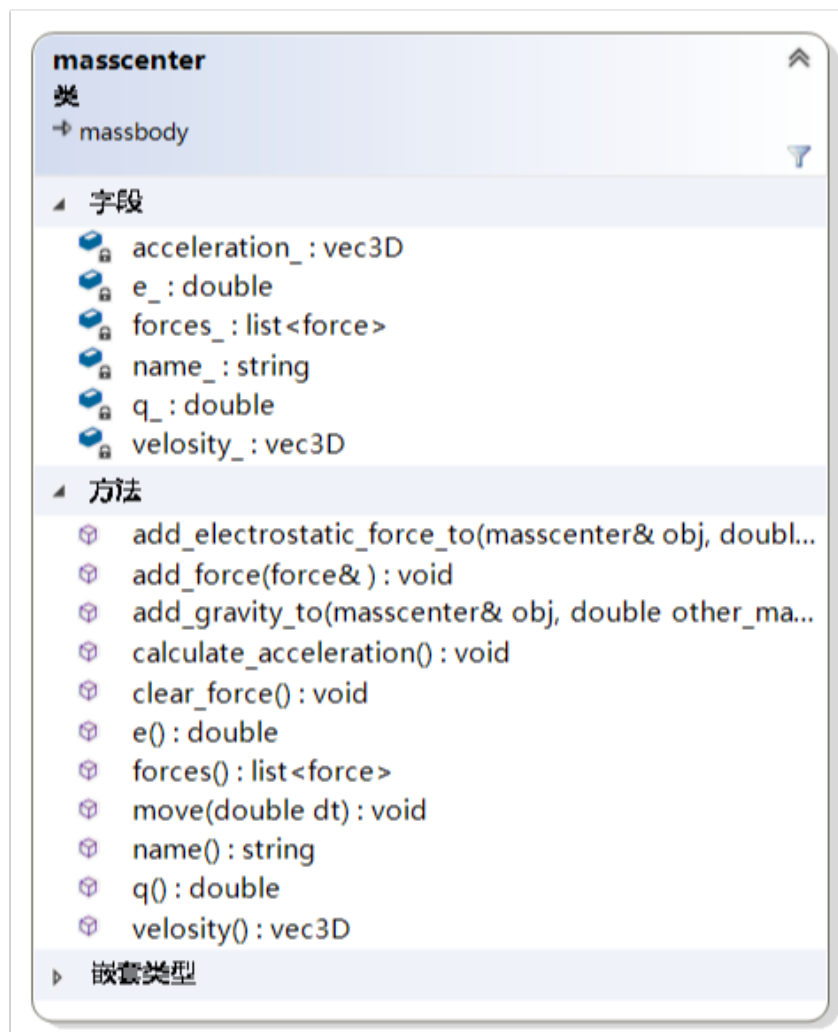 masscenter
类
massbody
字段
acceleration_ : vec3D
e_ : double
forces_ : list<force>
name_ : string
q_ : double
velosity_ : vec3D
方法
add_electrostatic_force_to(masscenter& obj, doubl...
add_force(force& ) : void
add_gravity_to(masscenter& obj, double other_ma...
calculate_acceleration() : void
clear_force() : void
e() : double
forces() : list<force>
move(double dt) : void
name() : string
q() : double
velosity() : vec3D
嵌套类型